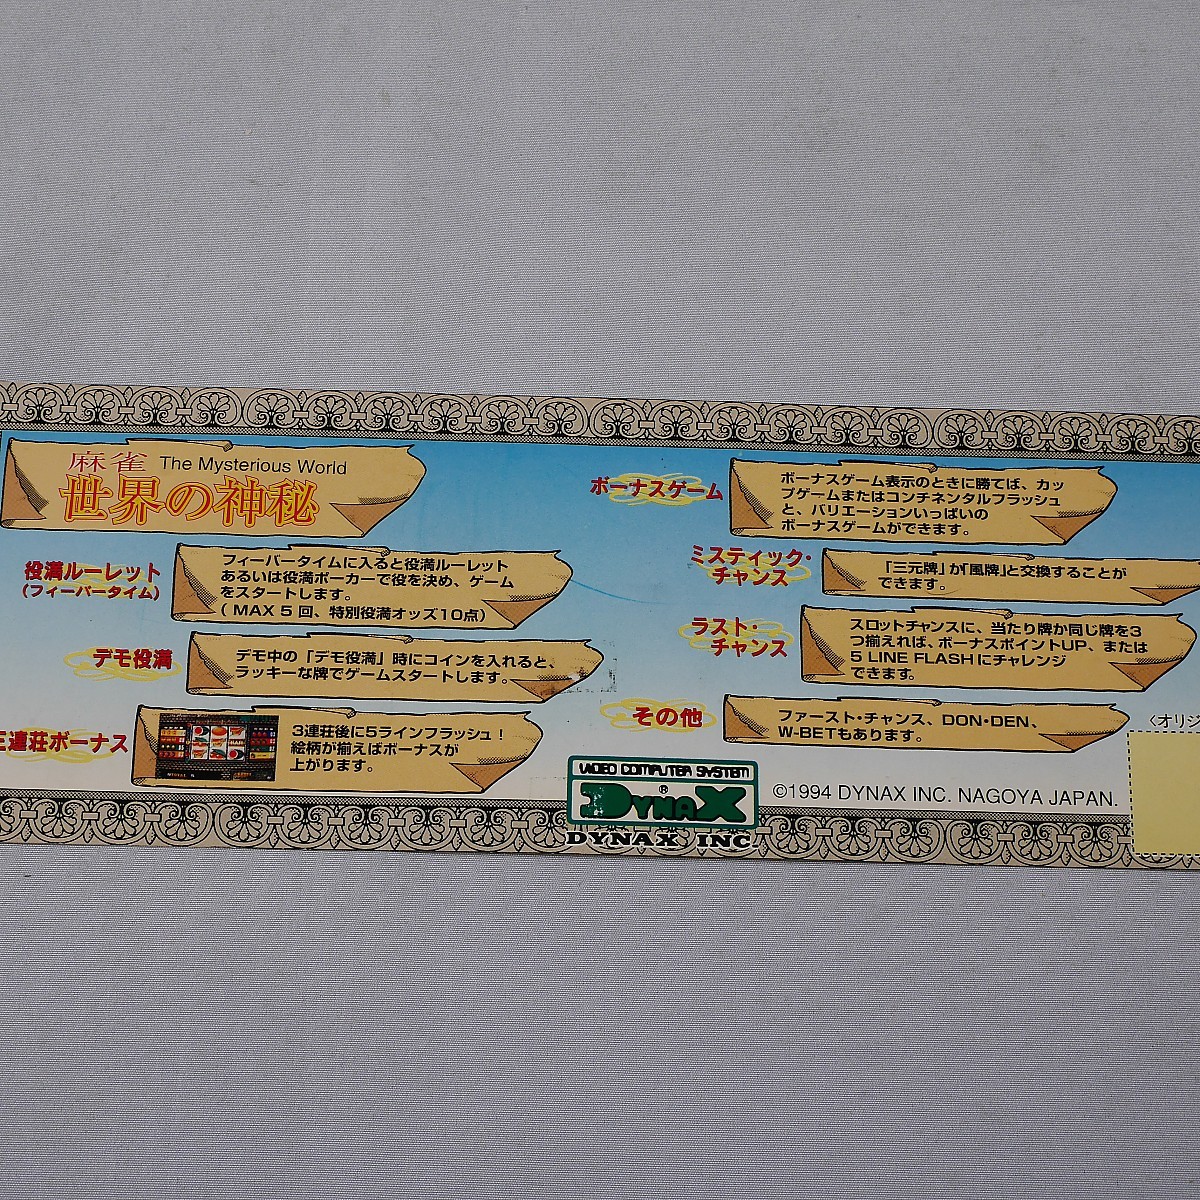 麻雀 The Mysterious World
世界の神秘
役満ルーレット
(フィーバータイム)
フィーバータイムに入ると役満ルーレット
あるいは役満ポーカーで役を決め、ゲーム
をスタートします。
(MAX 5回、特別役満オッズ10点)
デモ役満
デモ中の「デモ役満」時にコインを入れると、
ラッキーな牌でゲームスタートします。
三連荘ボーナス
3連荘後に5ラインフラッシュ!
絵柄が揃えばボーナスが
上がります。
ボーナスゲーム
ボーナスゲーム表示のときに勝てば、カッ
プゲームまたはコンチネンタルフラッシュ
と、バリエーションいっぱいの
ボーナスゲームができます。
ミスティック・
チャンス
「三元牌」か「風牌」と交換することが
できます。
ラスト・
チャンス
スロットチャンスに、当たり牌か同じ牌を3
つ揃えれば、ボーナスポイントUP、または
5 LINE FLASHにチャレンジ
できます。
その他
ファースト・チャンス、DON・DEN、
W-BETもあります。
〈オリジ
VIDEO COMPUTER SYSTEM
DYNAX ®
DYNAX INC
©1994 DYNAX INC. NAGOYA JAPAN.